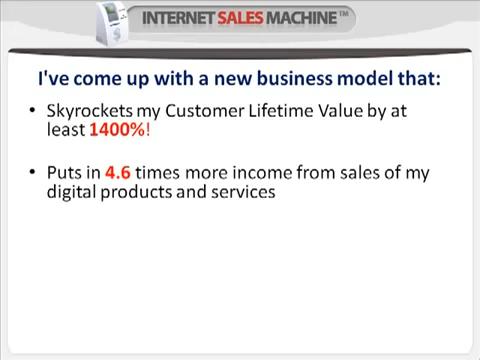 INTERNET SALES MACHINE™
I've come up with a new business model that:
• Skyrockets my Customer Lifetime Value by at
least 1400%!
• Puts in 4.6 times more income from sales of my
digital products and services